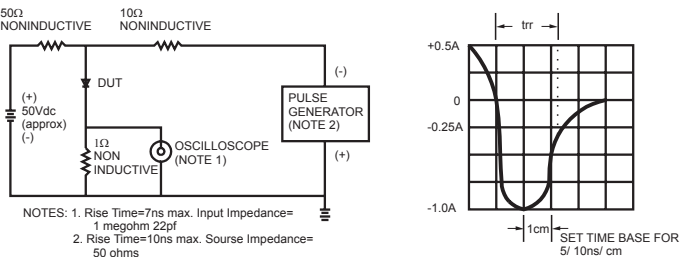 50Ω
NONINDUCTIVE
10Ω
NONINDUCTIVE
DUT
(+)
50Vdc
(approx)
(-)
1Ω
NON
INDUCTIVE
OSCILLOSCOPE
(NOTE 1)
(-)
PULSE
GENERATOR
(NOTE 2)
(+)
NOTES: 1. Rise Time=7ns max. Input Impedance=
1 megohm 22pf
2. Rise Time=10ns max. Sourse Impedance=
50 ohms
trr
+0.5A
0
-0.25A
-1.0A
1cm
SET TIME BASE FOR
5/ 10ns/ cm